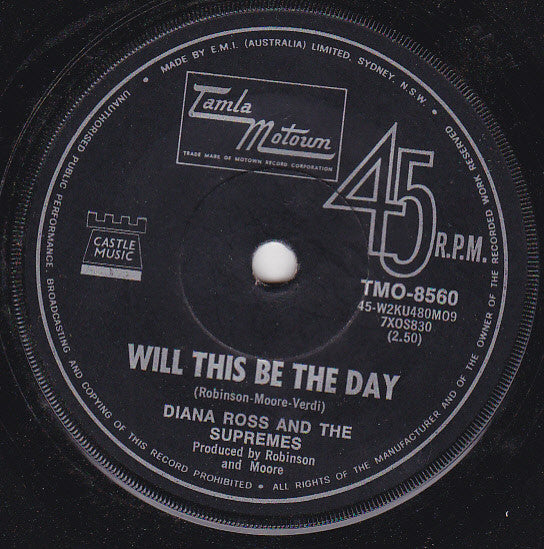 MADE BY E.M.I. (AUSTRALIA) LIMITED, SYDNEY, N.S.W. •
Tamla
Motown
TRADE MARK OF MOTOWN RECORD CORPORATION
45
R.P.M.
CASTLE
MUSIC
TMO-8560
45-W2KU480MO9
7XOS830
(2.50)
WILL THIS BE THE DAY
(Robinson-Moore-Verdi)
DIANA ROSS AND THE
SUPREMES
Produced by Robinson
and Moore
UNAUTHORISED PUBLIC PERFORMANCE, BROADCASTING AND COPYING OF THIS RECORD PROHIBITED • ALL RIGHTS OF THE MANUFACTURER AND OF THE OWNER OF THE RECORDED WORK RESERVED